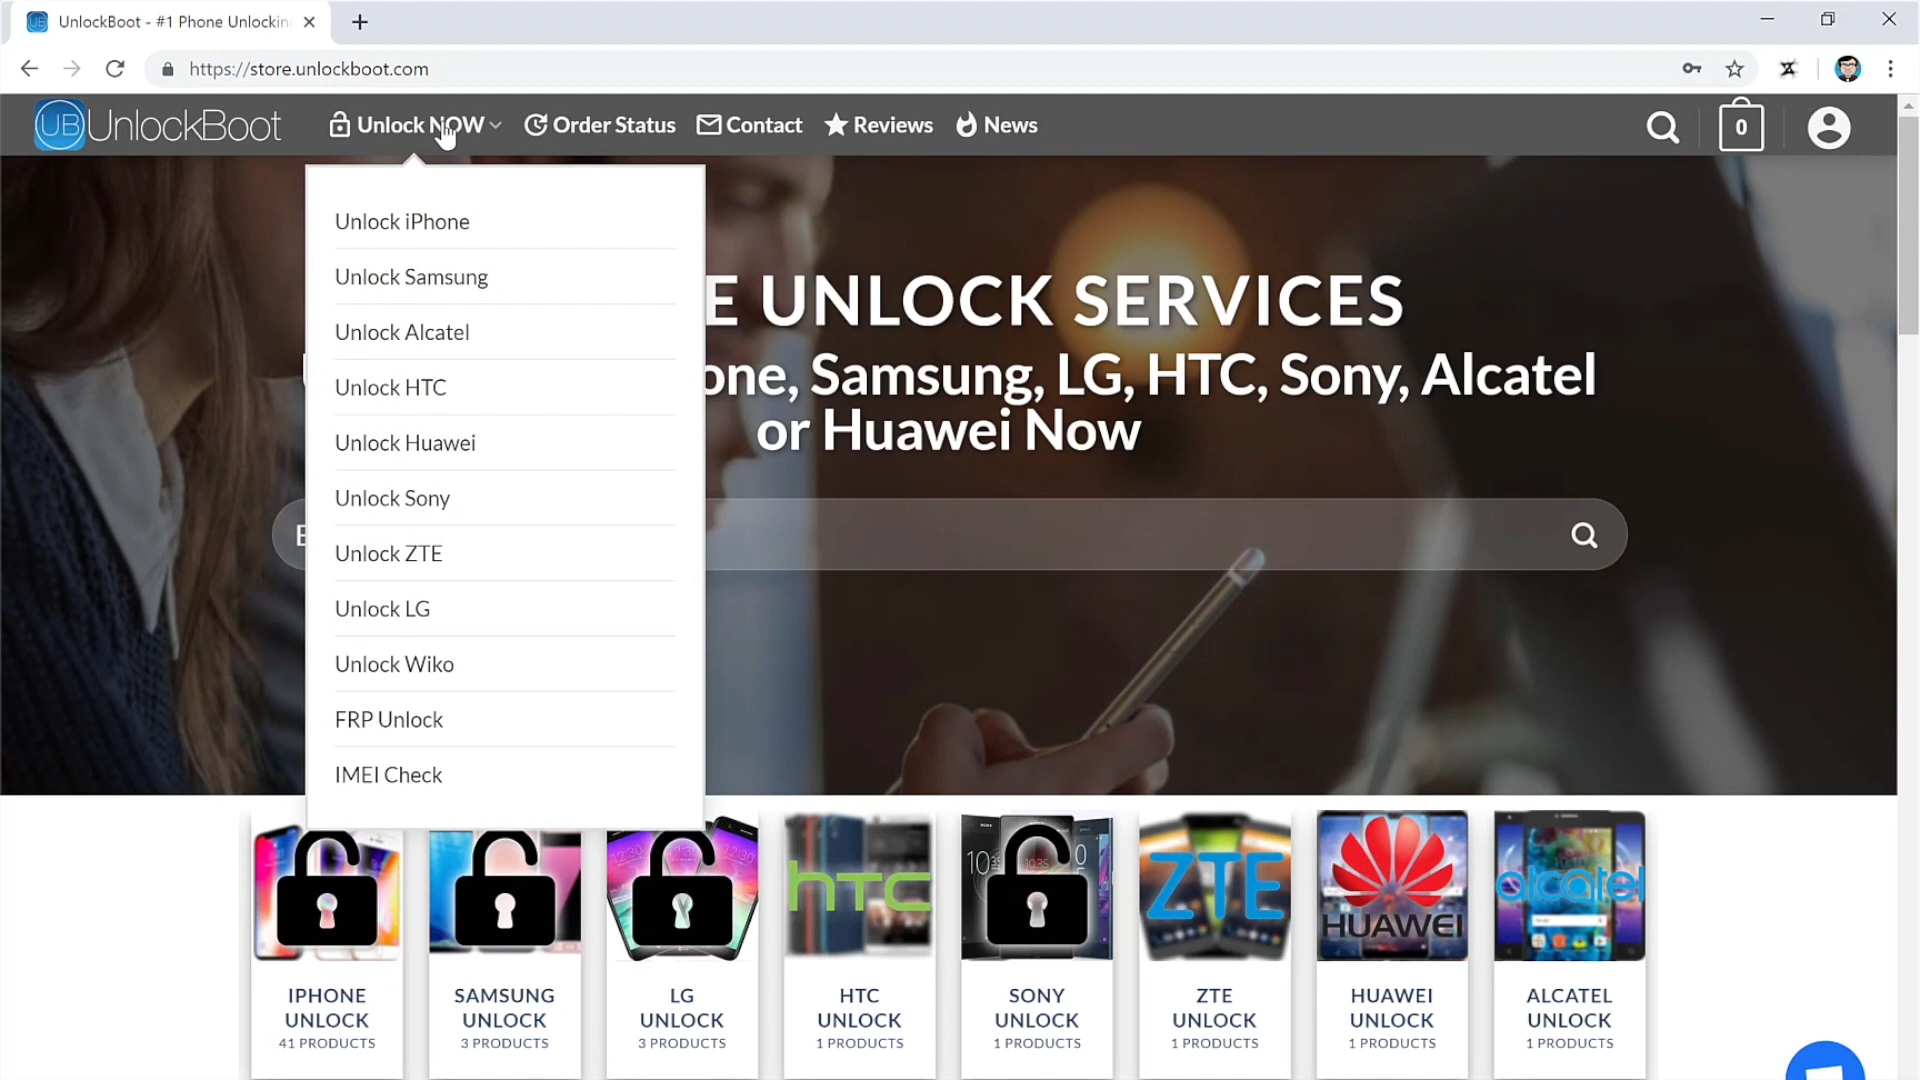 UnlockBoot - #1 Phone Unlockin
https://store.unlockboot.com
UB UnlockBoot
Unlock NOW
Order Status
Contact
Reviews
News
0
Unlock iPhone
Unlock Samsung
Unlock Alcatel
Unlock HTC
Unlock Huawei
Unlock Sony
Unlock ZTE
Unlock LG
Unlock Wiko
FRP Unlock
IMEI Check
E UNLOCK SERVICES
one, Samsung, LG, HTC, Sony, Alcatel
or Huawei Now
hTC
ZTE
HUAWEI
alcatel
IPHONE
UNLOCK
41 PRODUCTS
SAMSUNG
UNLOCK
3 PRODUCTS
LG
UNLOCK
3 PRODUCTS
HTC
UNLOCK
1 PRODUCTS
SONY
UNLOCK
1 PRODUCTS
ZTE
UNLOCK
1 PRODUCTS
HUAWEI
UNLOCK
1 PRODUCTS
ALCATEL
UNLOCK
1 PRODUCTS